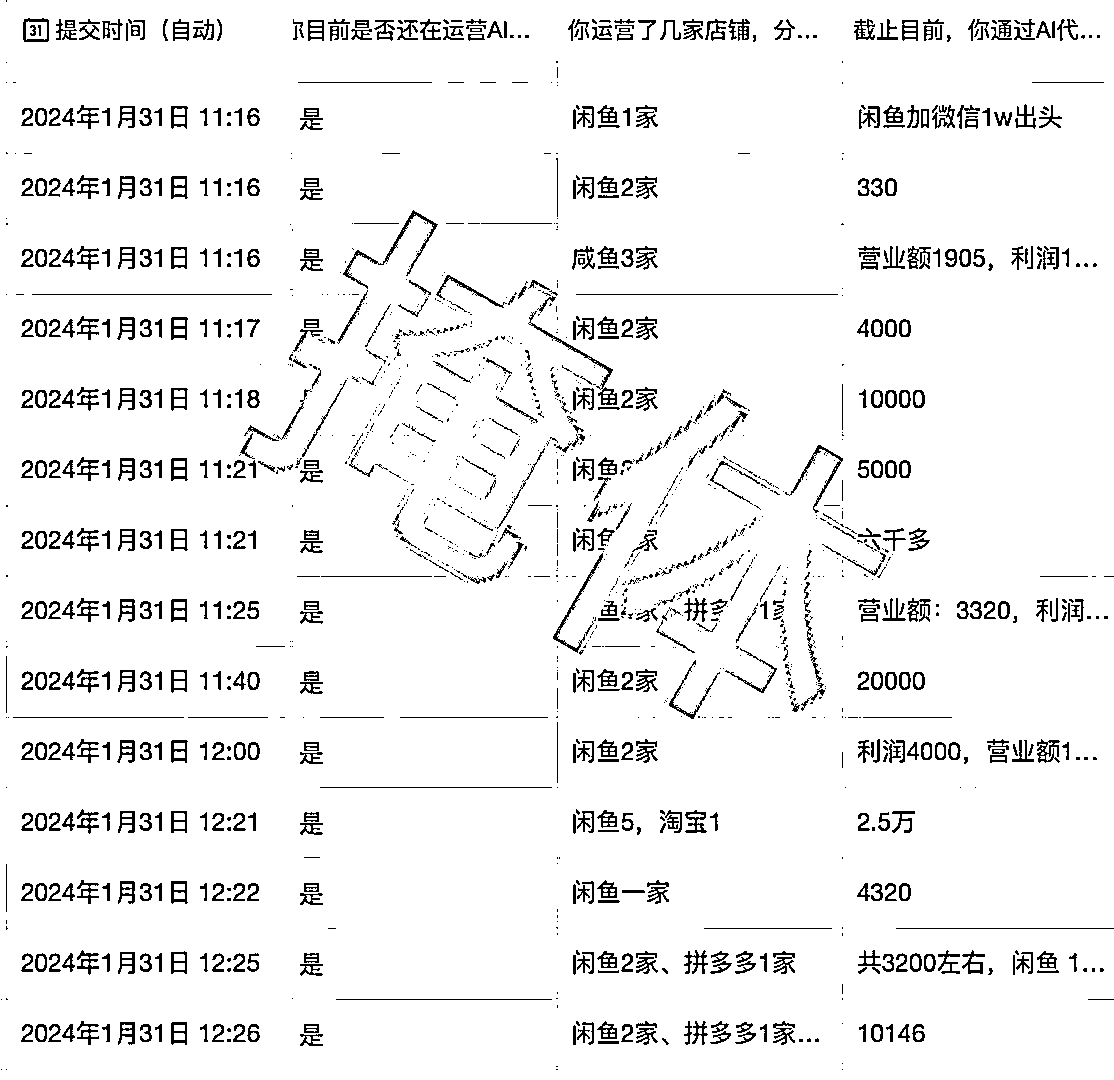 31 提交时间（自动） 你目前是否还在运营AI... 你运营了几家店铺，分... 截止目前，你通过AI代...
2024年1月31日 11:16 是 闲鱼1家 闲鱼加微信1w出头
2024年1月31日 11:16 是 闲鱼2家 330
2024年1月31日 11:16 是 咸鱼3家 营业额1905，利润1...
2024年1月31日 11:17 是 闲鱼2家 4000
2024年1月31日 11:18 闲鱼2家 10000
2024年1月31日 11:21 是 闲鱼 5000
2024年1月31日 11:21 是 闲鱼 家 六千多
2024年1月31日 11:25 是 鱼 家、拼多 1家 营业额：3320，利润...
2024年1月31日 11:40 是 闲鱼2家 20000
2024年1月31日 12:00 是 闲鱼2家 利润4000，营业额1...
2024年1月31日 12:21 是 闲鱼5，淘宝1 2.5万
2024年1月31日 12:22 是 闲鱼一家 4320
2024年1月31日 12:25 是 闲鱼2家、拼多多1家 共3200左右，闲鱼 1...
2024年1月31日 12:26 是 闲鱼2家、拼多多1家... 10146
掩体